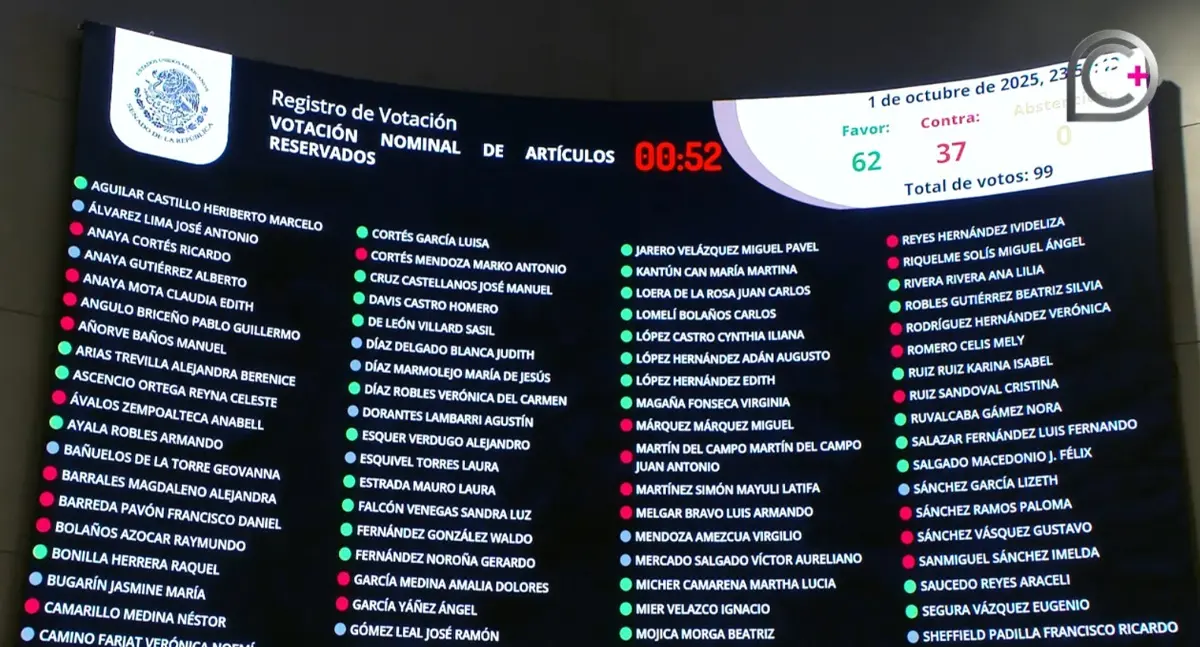 ESTADOS UNIDOS MEXICANOS
SENADO DE LA REPÚBLICA
Registro de Votación
VOTACIÓN NOMINAL DE ARTÍCULOS
RESERVADOS
00:52
1 de octubre de 2025,
Favor:
62
Contra:
37
0
Total de votos: 99
C+
AGUILAR CASTILLO HERIBERTO MARCELO
ÁLVAREZ LIMA JOSÉ ANTONIO
ANAYA CORTÉS RICARDO
ANAYA GUTIÉRREZ ALBERTO
ANAYA MOTA CLAUDIA EDITH
ANGULO BRICEÑO PABLO GUILLERMO
AÑORVE BAÑOS MANUEL
ARIAS TREVILLA ALEJANDRA BERENICE
ASCENCIO ORTEGA REYNA CELESTE
ÁVALOS ZEMPOALTECA ANABELL
AYALA ROBLES ARMANDO
BAÑUELOS DE LA TORRE GEOVANNA
BARRALES MAGDALENO ALEJANDRA
BARREDA PAVÓN FRANCISCO DANIEL
BOLAÑOS AZOCAR RAYMUNDO
BONILLA HERRERA RAQUEL
BUGARÍN JASMINE MARÍA
CAMARILLO MEDINA NÉSTOR
CAMINO FARJAT VERÓNICA NOEMÍ
CORTÉS GARCÍA LUISA
CORTÉS MENDOZA MARKO ANTONIO
CRUZ CASTELLANOS JOSÉ MANUEL
DAVIS CASTRO HOMERO
DE LEÓN VILLARD SASIL
DÍAZ DELGADO BLANCA JUDITH
DÍAZ MARMOLEJO MARÍA DE JESÚS
DÍAZ ROBLES VERÓNICA DEL CARMEN
DORANTES LAMBARRI AGUSTÍN
ESQUER VERDUGO ALEJANDRO
ESQUIVEL TORRES LAURA
ESTRADA MAURO LAURA
FALCÓN VENEGAS SANDRA LUZ
FERNÁNDEZ GONZÁLEZ WALDO
FERNÁNDEZ NOROÑA GERARDO
GARCÍA MEDINA AMALIA DOLORES
GARCÍA YÁÑEZ ÁNGEL
GÓMEZ LEAL JOSÉ RAMÓN
JARERO VELÁZQUEZ MIGUEL PAVEL
KANTÚN CAN MARÍA MARTINA
LOERA DE LA ROSA JUAN CARLOS
LOMELÍ BOLAÑOS CARLOS
LÓPEZ CASTRO CYNTHIA ILIANA
LÓPEZ HERNÁNDEZ ADÁN AUGUSTO
LÓPEZ HERNÁNDEZ EDITH
MAGAÑA FONSECA VIRGINIA
MÁRQUEZ MÁRQUEZ MIGUEL
MARTÍN DEL CAMPO MARTÍN DEL CAMPO
JUAN ANTONIO
MARTÍNEZ SIMÓN MAYULI LATIFA
MELGAR BRAVO LUIS ARMANDO
MENDOZA AMEZCUA VIRGILIO
MERCADO SALGADO VÍCTOR AURELIANO
MICHER CAMARENA MARTHA LUCIA
MIER VELAZCO IGNACIO
MOJICA MORGA BEATRIZ
REYES HERNÁNDEZ IVIDELIZA
RIQUELME SOLÍS MIGUEL ÁNGEL
RIVERA RIVERA ANA LILIA
ROBLES GUTIÉRREZ BEATRIZ SILVIA
RODRÍGUEZ HERNÁNDEZ VERÓNICA
ROMERO CELIS MELY
RUIZ RUIZ KARINA ISABEL
RUIZ SANDOVAL CRISTINA
RUVALCABA GÁMEZ NORA
SALAZAR FERNÁNDEZ LUIS FERNANDO
SALGADO MACEDONIO J. FÉLIX
SÁNCHEZ GARCÍA LIZETH
SÁNCHEZ RAMOS PALOMA
SÁNCHEZ VÁSQUEZ GUSTAVO
SANMIGUEL SÁNCHEZ IMELDA
SAUCEDO REYES ARACELI
SEGURA VÁZQUEZ EUGENIO
SHEFFIELD PADILLA FRANCISCO RICARDO